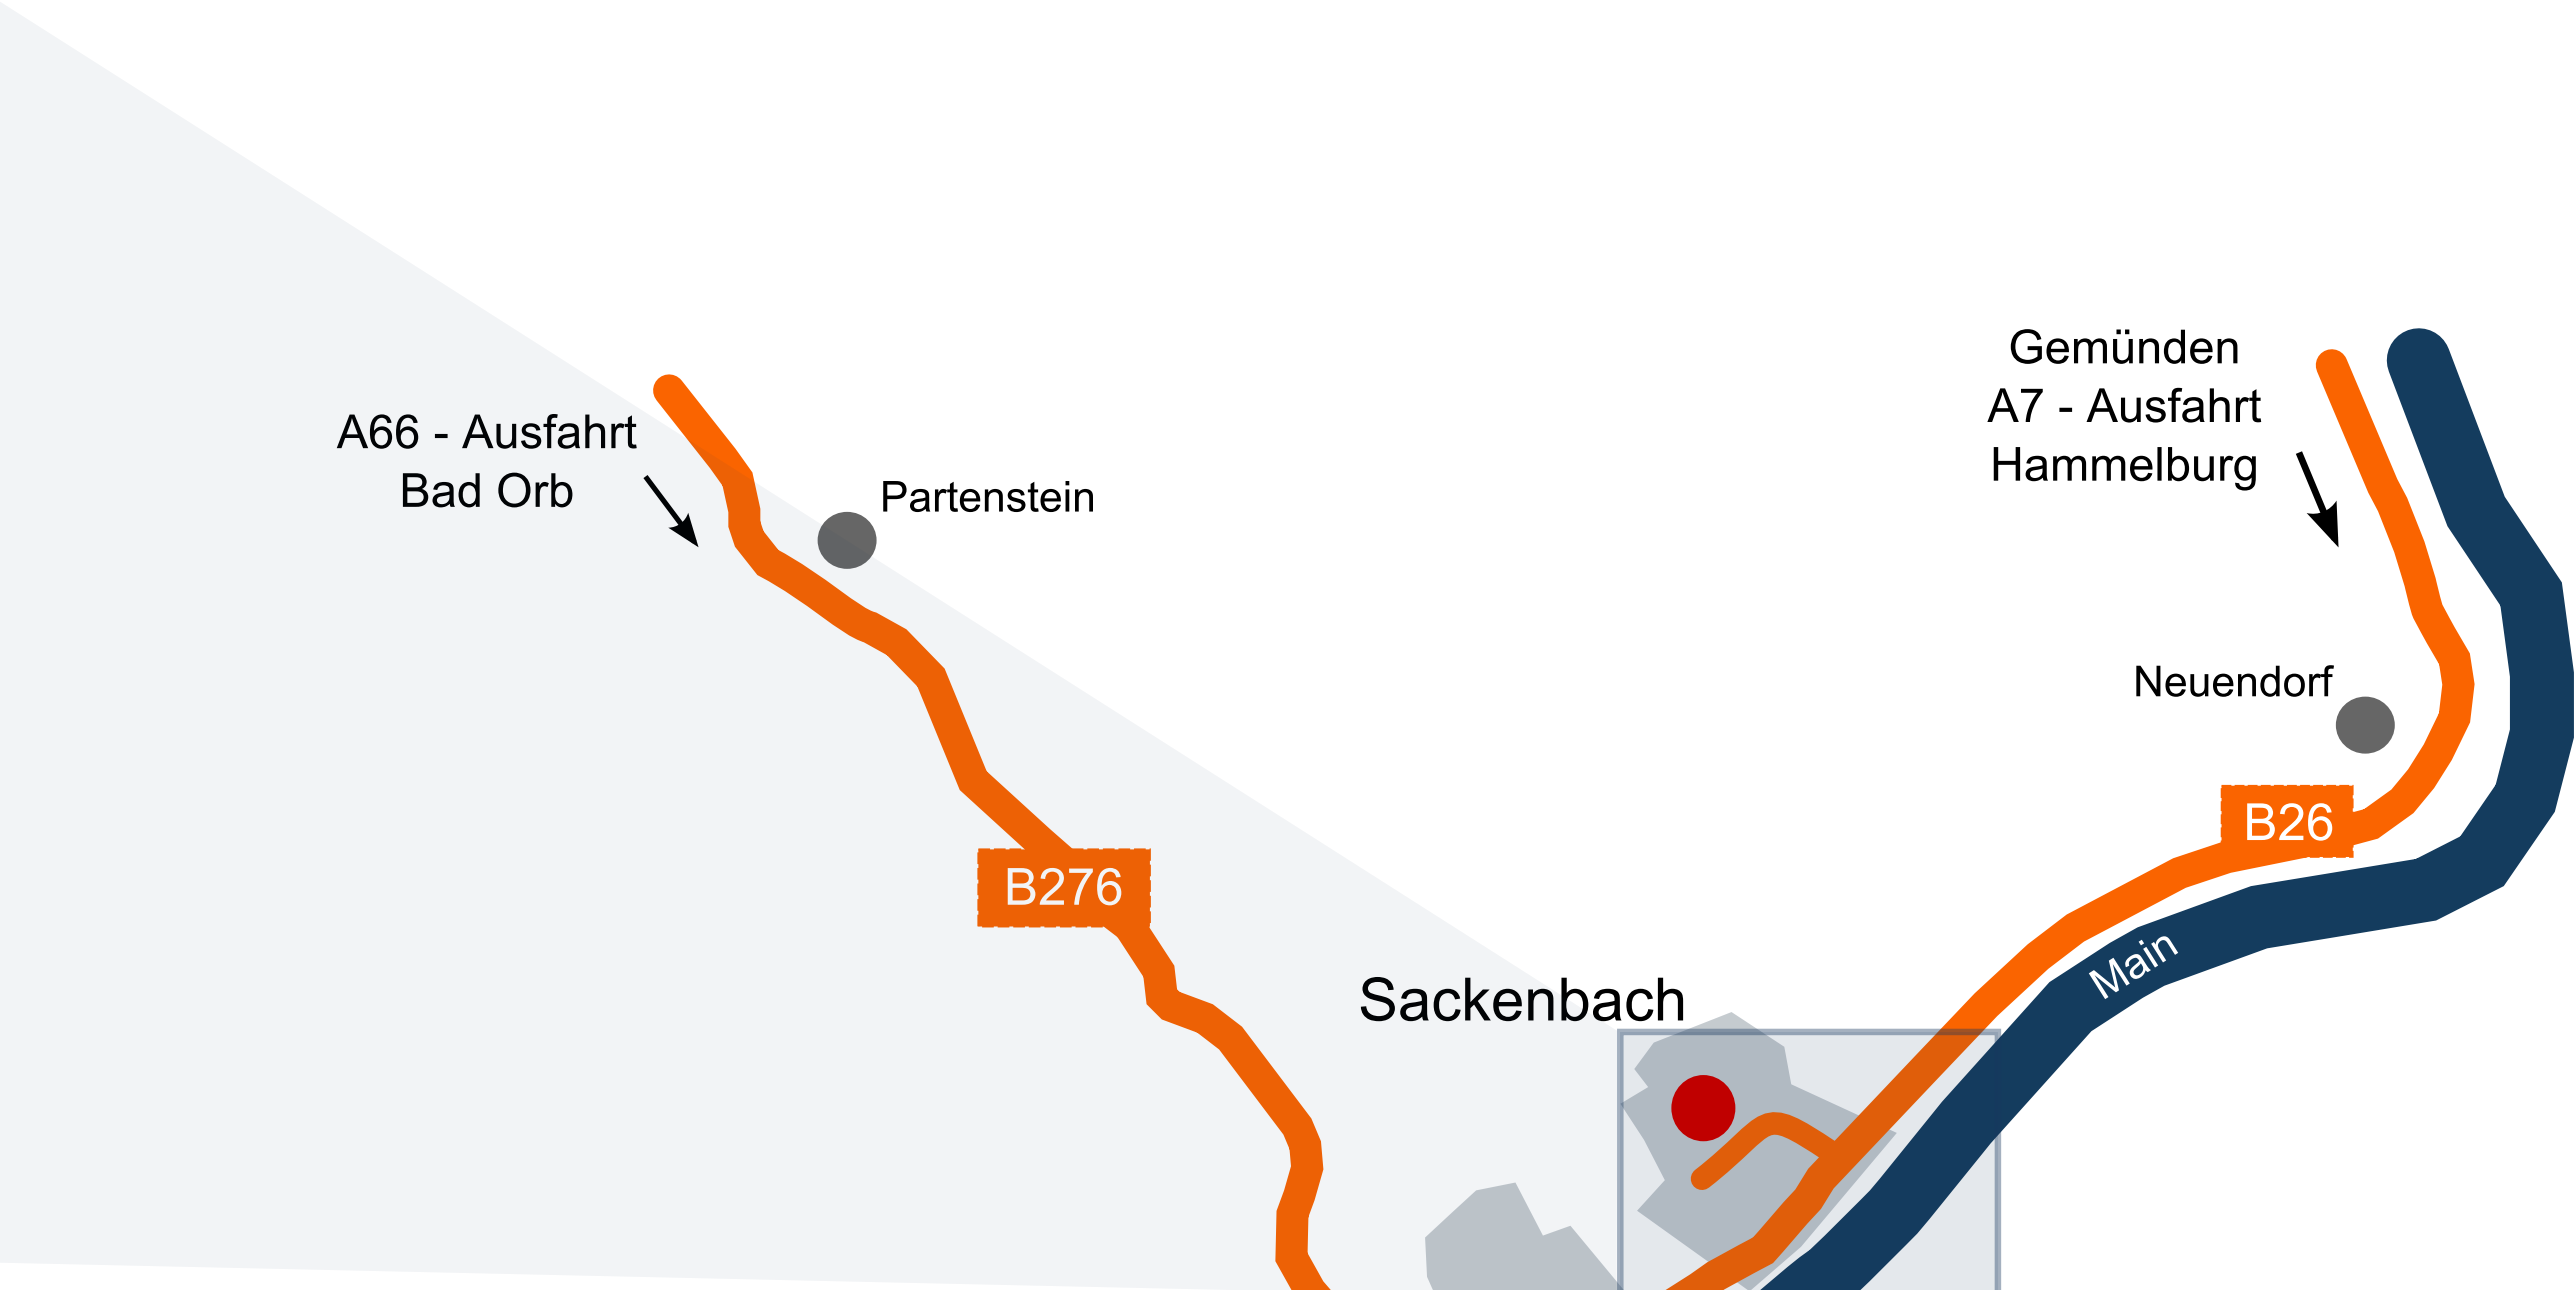 Gemünden
A7 - Ausfahrt
Hammelburg
A66 - Ausfahrt
Bad Orb
Partenstein
Neuendorf
B26
B276
Main
Sackenbach